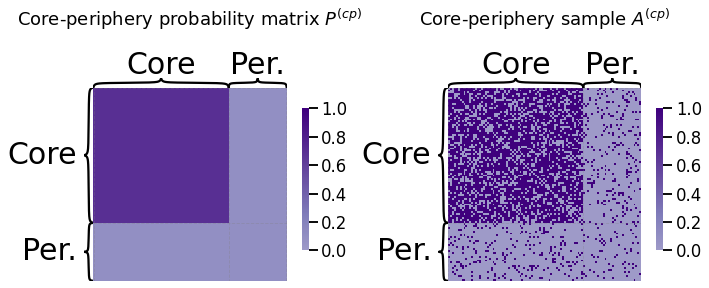 Core-periphery probability matrix $P^{(cp)}$
Core Per.
Core
Per.
1.0
0.8
0.6
0.4
0.2
0.0
Core-periphery sample $A^{(cp)}$
Core Per.
Core
Per.
1.0
0.8
0.6
0.4
0.2
0.0